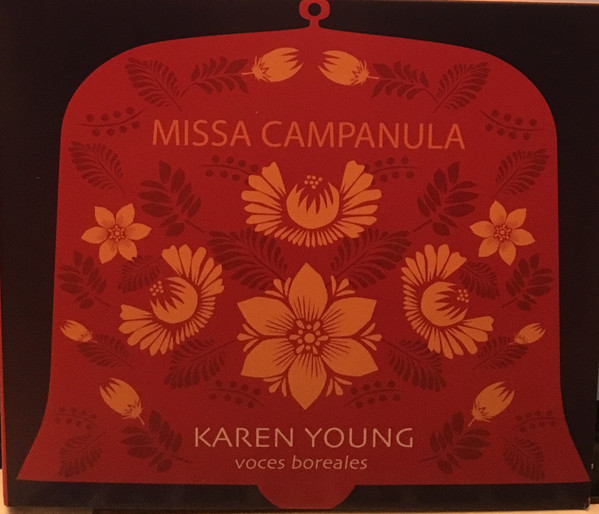 MISSA CAMPANULA
KAREN YOUNG
voces boreales